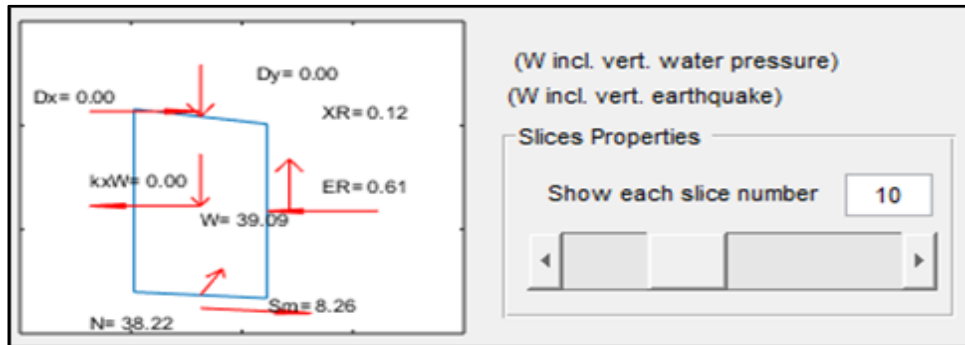 Dy= 0.00
Dx= 0.00
XR= 0.12
kxW= 0.00
ER= 0.61
W= 39.09
Sm= 8.26
N= 38.22
(W incl. vert. water pressure)
(W incl. vert. earthquake)
Slices Properties
Show each slice number 10